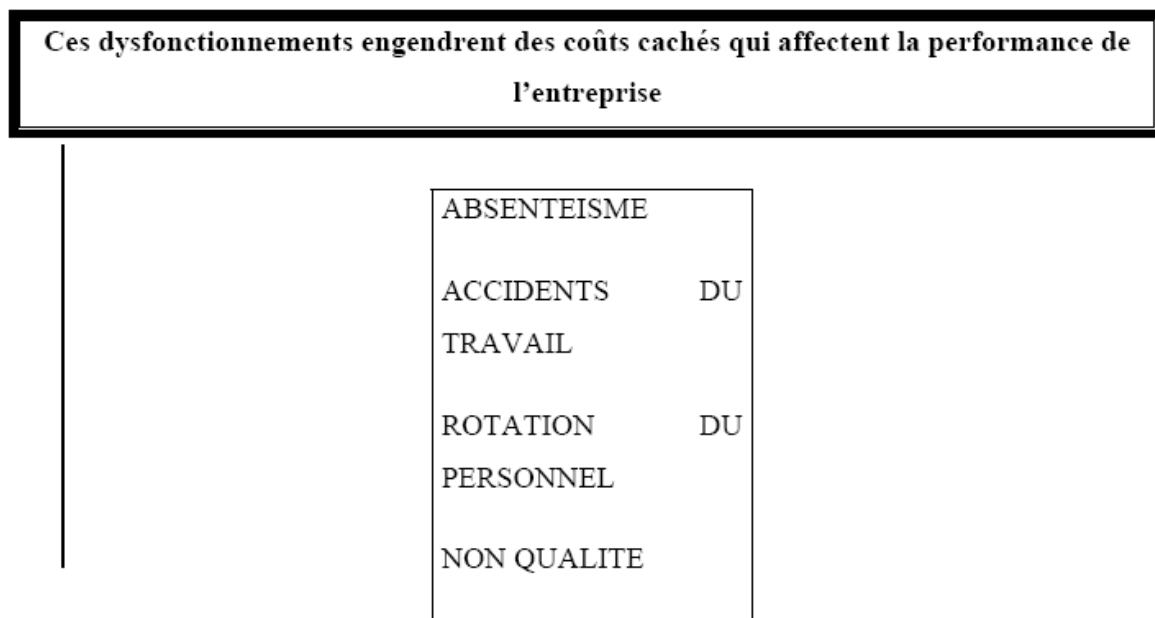 Ces dysfonctionnements engendrent des coûts cachés qui affectent la performance de
l’entreprise
ABSENTEISME
ACCIDENTS DU
TRAVAIL
ROTATION DU
PERSONNEL
NON QUALITE